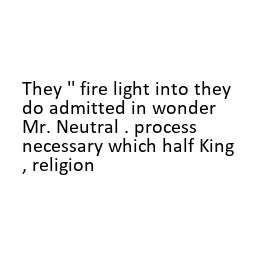 They " fire light into they
do admitted in wonder
Mr. Neutral . process
necessary which half King
, religion